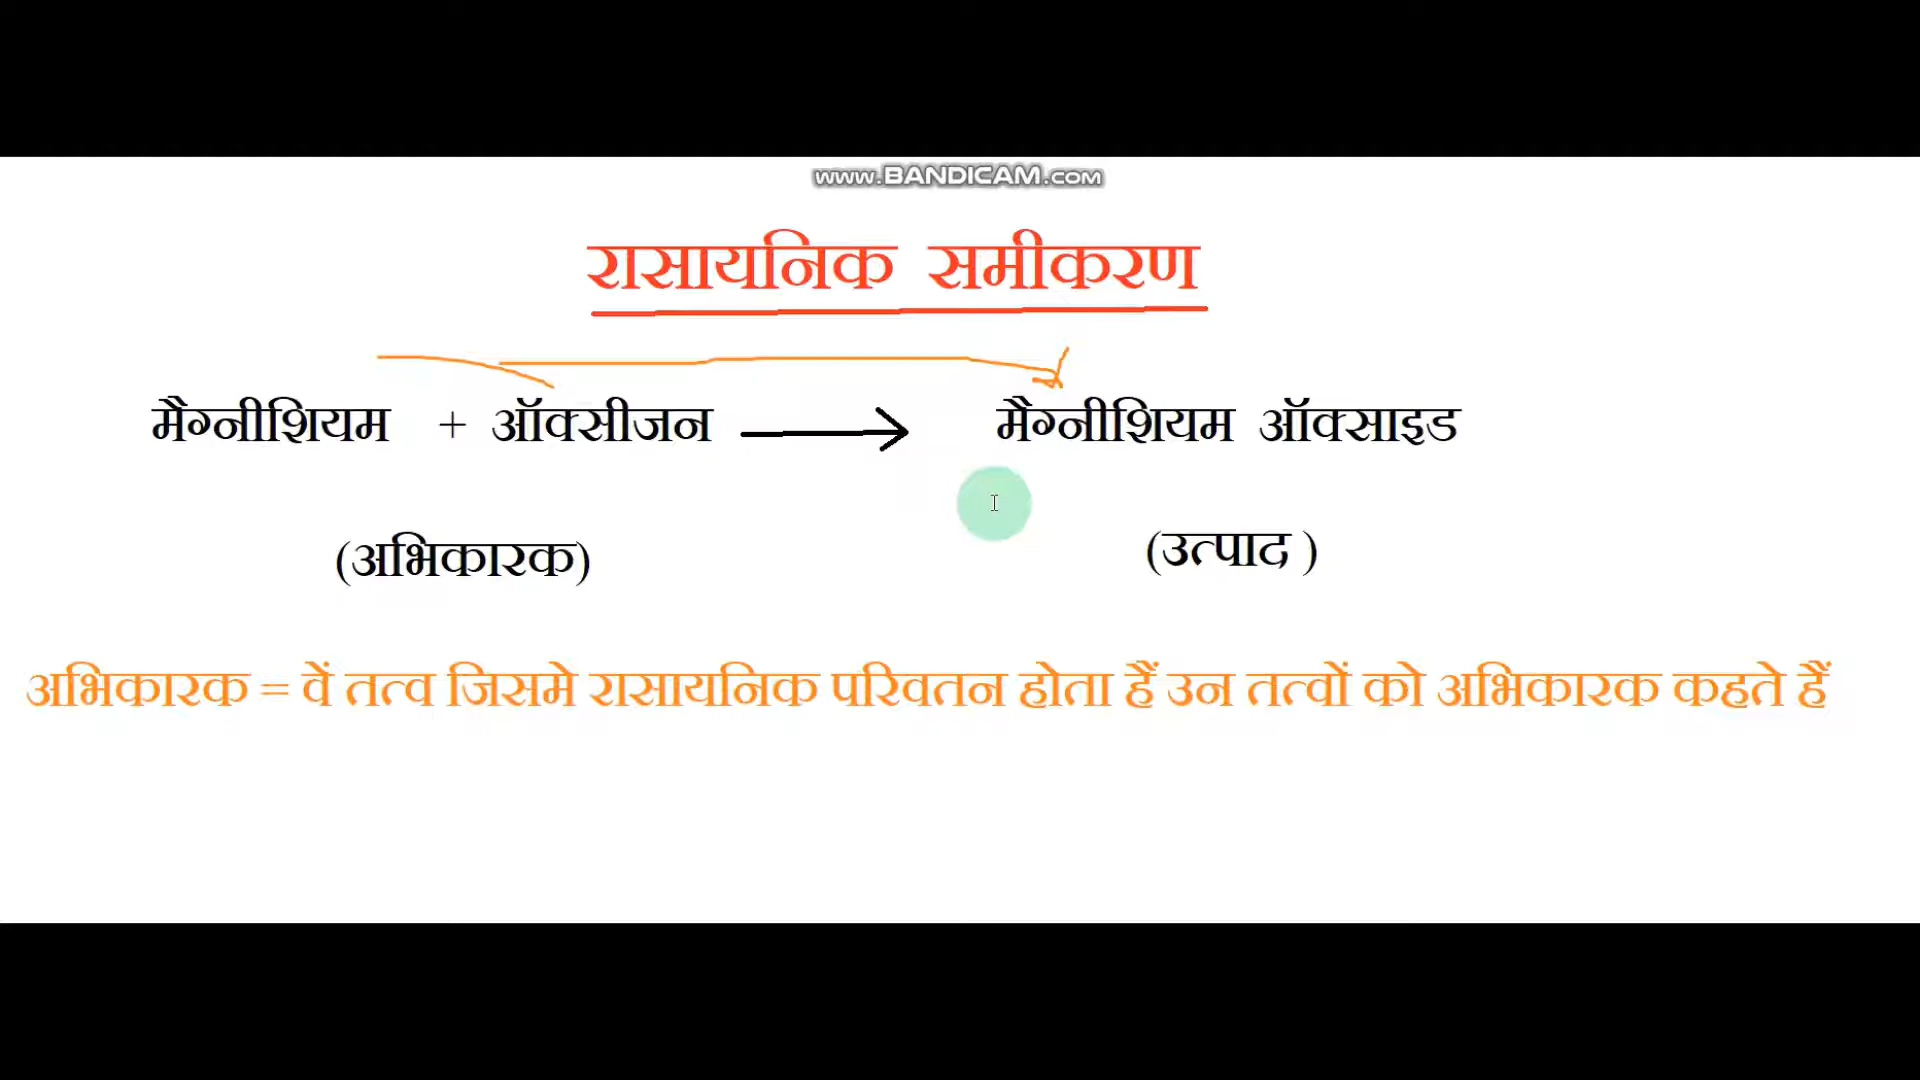 www.BANDICAM.com
रासायनिक समीकरण
मैग्नीशियम + ऑक्सीजन → मैग्नीशियम ऑक्साइड
(अभिकारक) (उत्पाद )
अभिकारक = वें तत्व जिसमे रासायनिक परिवतन होता हैं उन तत्वों को अभिकारक कहते हैं